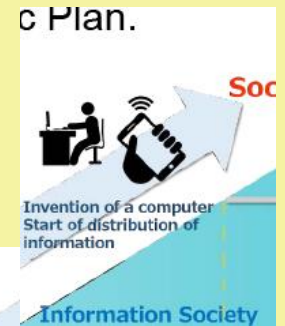 c Plan.
Soc
Invention of a computer
Start of distribution of
information
Information Society